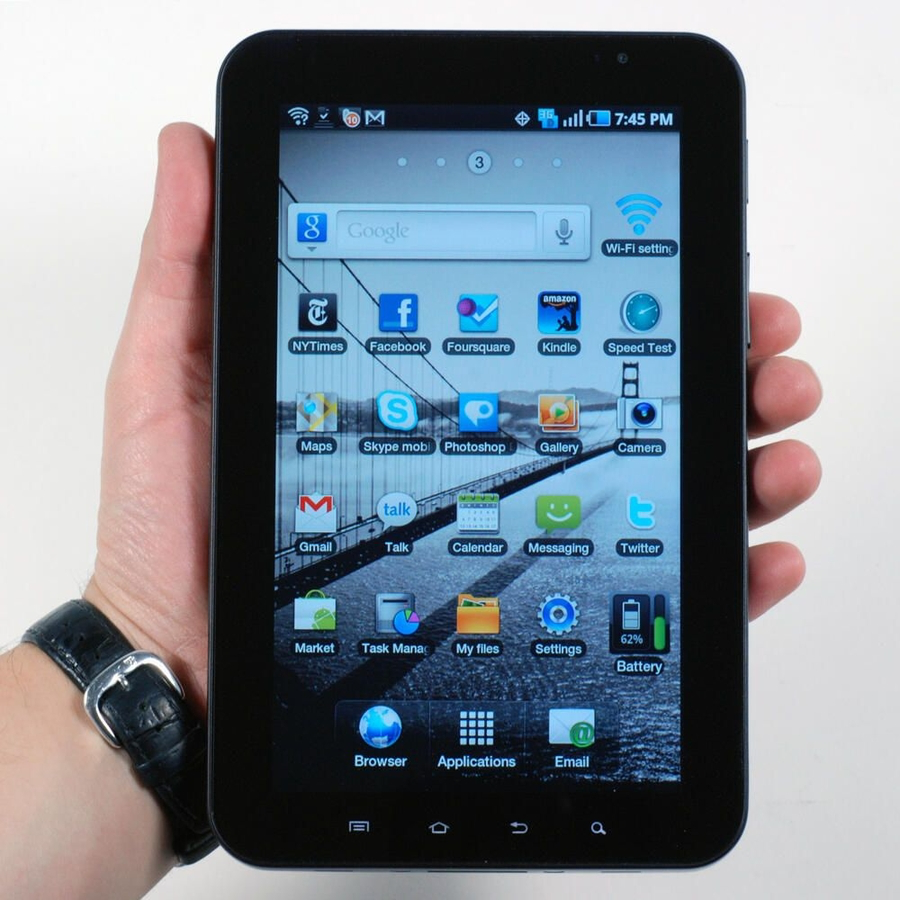 10
3G
7:45 PM
3
g Google
Wi-Fi settin
NYTimes
Facebook
Foursquare
amazon
Kindle
Speed Test
Maps
Skype mobi
Photoshop
Gallery
Camera
talk
Gmail
Talk
Calendar
Messaging
Twitter
62%
Market
Task Mana
My files
Settings
Battery
Browser
Applications
Email